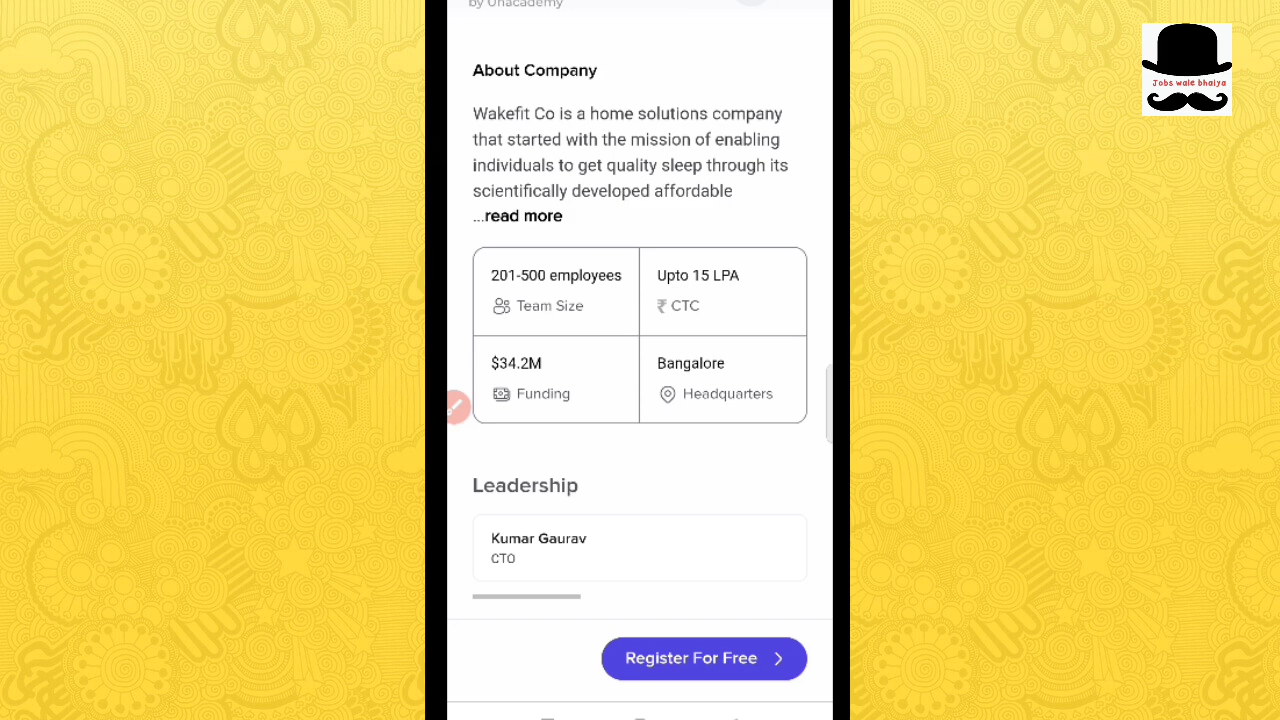 by Unacademy
Jobs wale bhaiya
About Company
Wakefit Co is a home solutions company
that started with the mission of enabling
individuals to get quality sleep through its
scientifically developed affordable
...read more
201-500 employees
Team Size
Upto 15 LPA
₹ CTC
$34.2M
Funding
Bangalore
Headquarters
Leadership
Kumar Gaurav
CTO
Register For Free